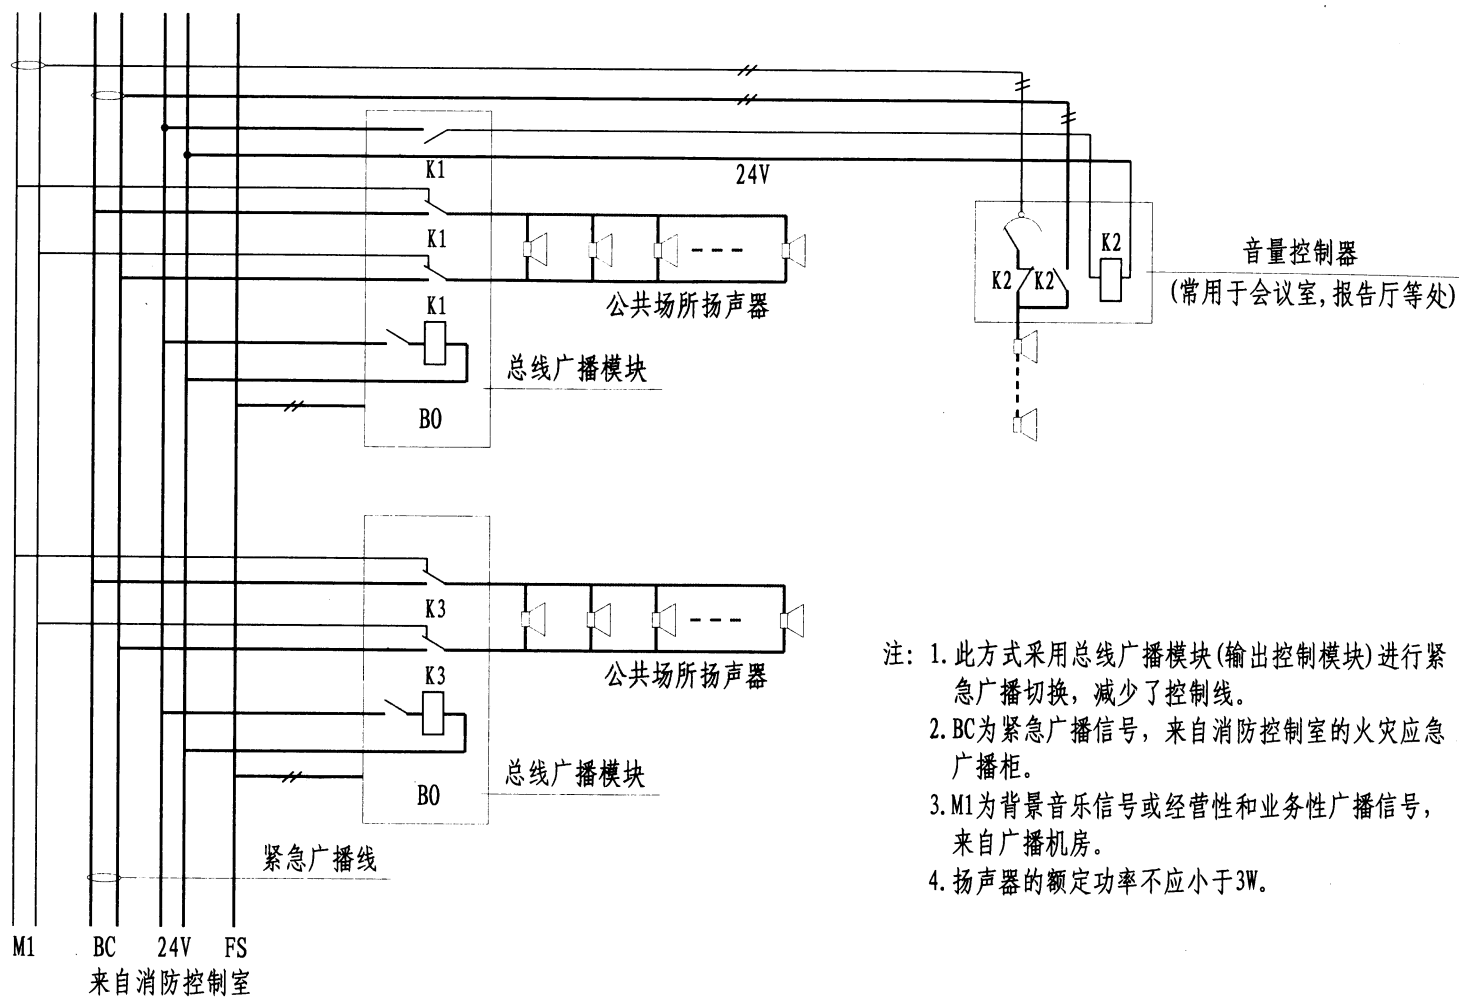 K1
24V
K1
K2
音量控制器
K2
K2
(常用于会议室,报告厅等处)
公共场所扬声器
K1
总线广播模块
BO
K3
公共场所扬声器
K3
总线广播模块
BO
注: 1.此方式采用总线广播模块(输出控制模块)进行紧
急广播切换, 减少了控制线。
2.BC为紧急广播信号, 来自消防控制室的火灾应急
广播柜。
3.M1为背景音乐信号或经营性和业务性广播信号,
来自广播机房。
4.扬声器的额定功率不应小于3W。
紧急广播线
M1 BC 24V FS
来自消防控制室